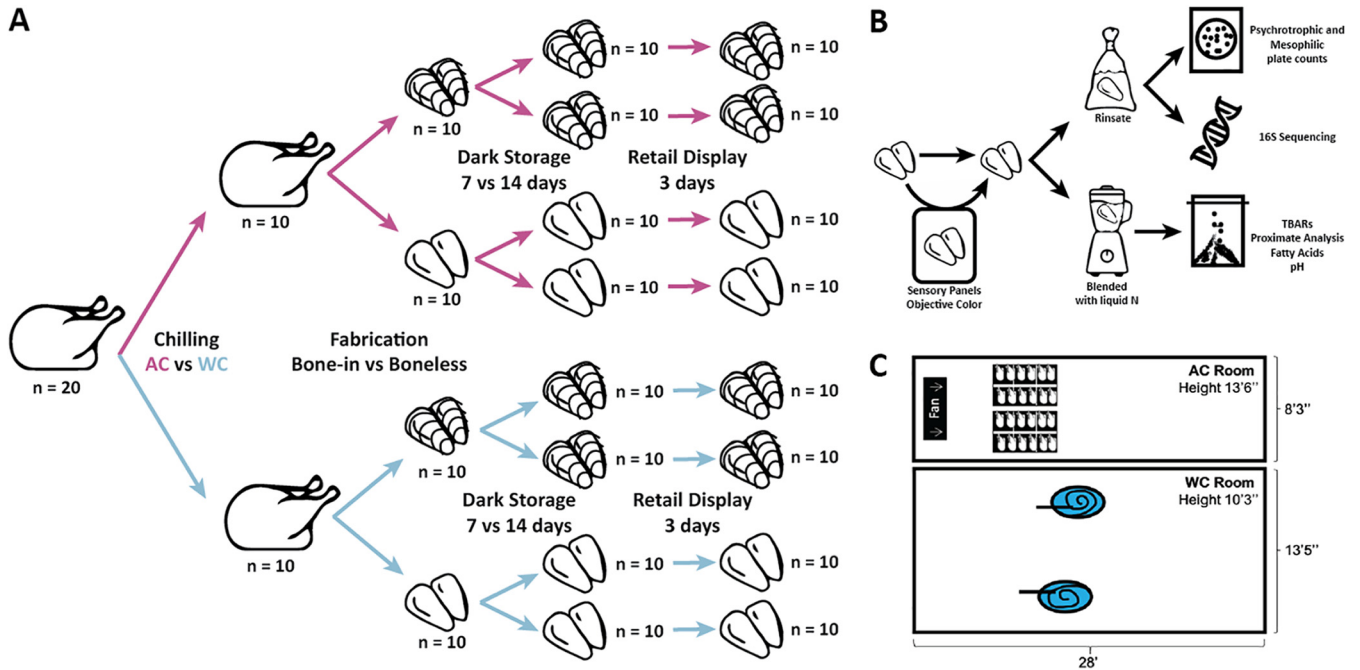 A
n = 20
Chilling
AC vs WC
n = 10
n = 10
Fabrication
Bone-in vs Boneless
n = 10
n = 10
n = 10
n = 10
n = 10
n = 10
n = 10
n = 10
Dark Storage
7 vs 14 days
Retail Display
3 days
n = 10
n = 10
n = 10
n = 10
n = 10
n = 10
n = 10
n = 10
Dark Storage
7 vs 14 days
Retail Display
3 days
n = 10
n = 10
n = 10
n = 10
B
Sensory Panels
Objective Color
Rinsate
Psychrotrophic and
Mesophilic
plate counts
16S Sequencing
Blended
with liquid N
TBARs
Proximate Analysis
Fatty Acids
pH
C
Fan
AC Room
Height 13'6''
8'3''
WC Room
Height 10'3''
13'5''
28'